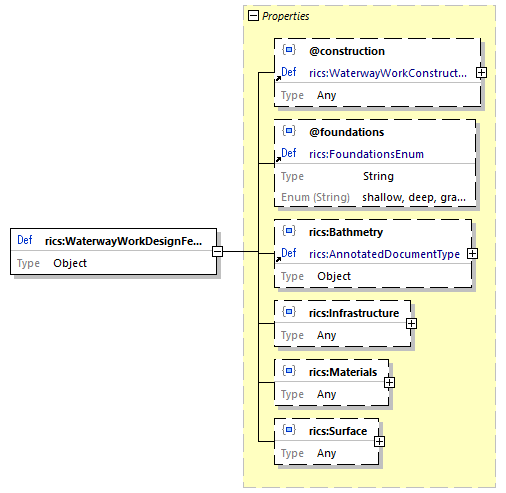 Properties
@construction
Def rics:WaterwayWorkConstruct...
Type Any
@foundations
Def rics:FoundationsEnum
Type String
Enum (String) shallow, deep, gra...
Def rics:WaterwayWorkDesignFe...
Type Object
rics:Bathmetry
Def rics:AnnotatedDocumentType
Type Object
rics:Infrastructure
Type Any
rics:Materials
Type Any
rics:Surface
Type Any